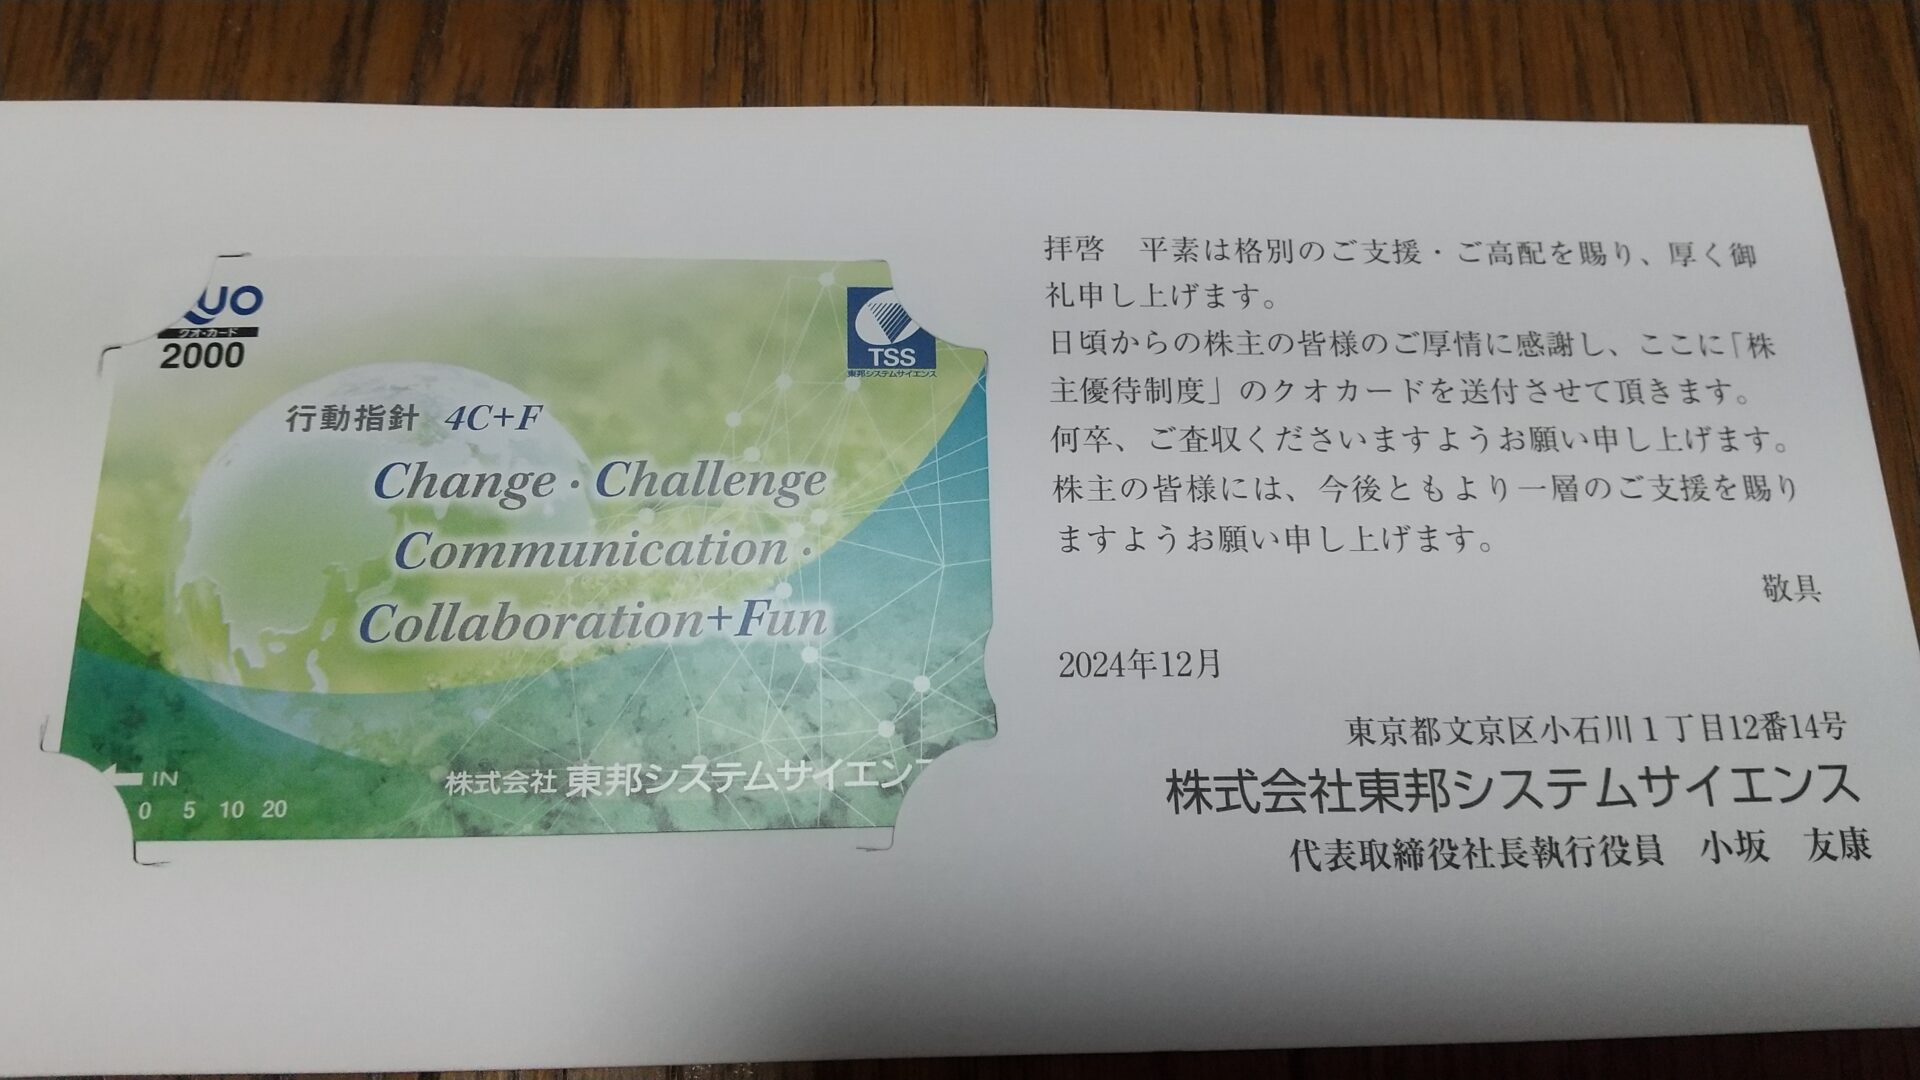 QUO
クオ・カード
2000
TSS
東邦システムサイエンス
行動指針 4C+F
Change・Challenge
Communication・
Collaboration+Fun
IN
0 5 10 20
株式会社 東邦システムサイエン
拝啓　平素は格別のご支援・ご高配を賜り、厚く御
礼申し上げます。
日頃からの株主の皆様のご厚情に感謝し、ここに「株
主優待制度」のクオカードを送付させて頂きます。
何卒、ご査収くださいますようお願い申し上げます。
株主の皆様には、今後ともより一層のご支援を賜り
ますようお願い申し上げます。
敬具
2024年12月
東京都文京区小石川１丁目12番14号
株式会社東邦システムサイエンス
代表取締役社長執行役員　小坂　友康